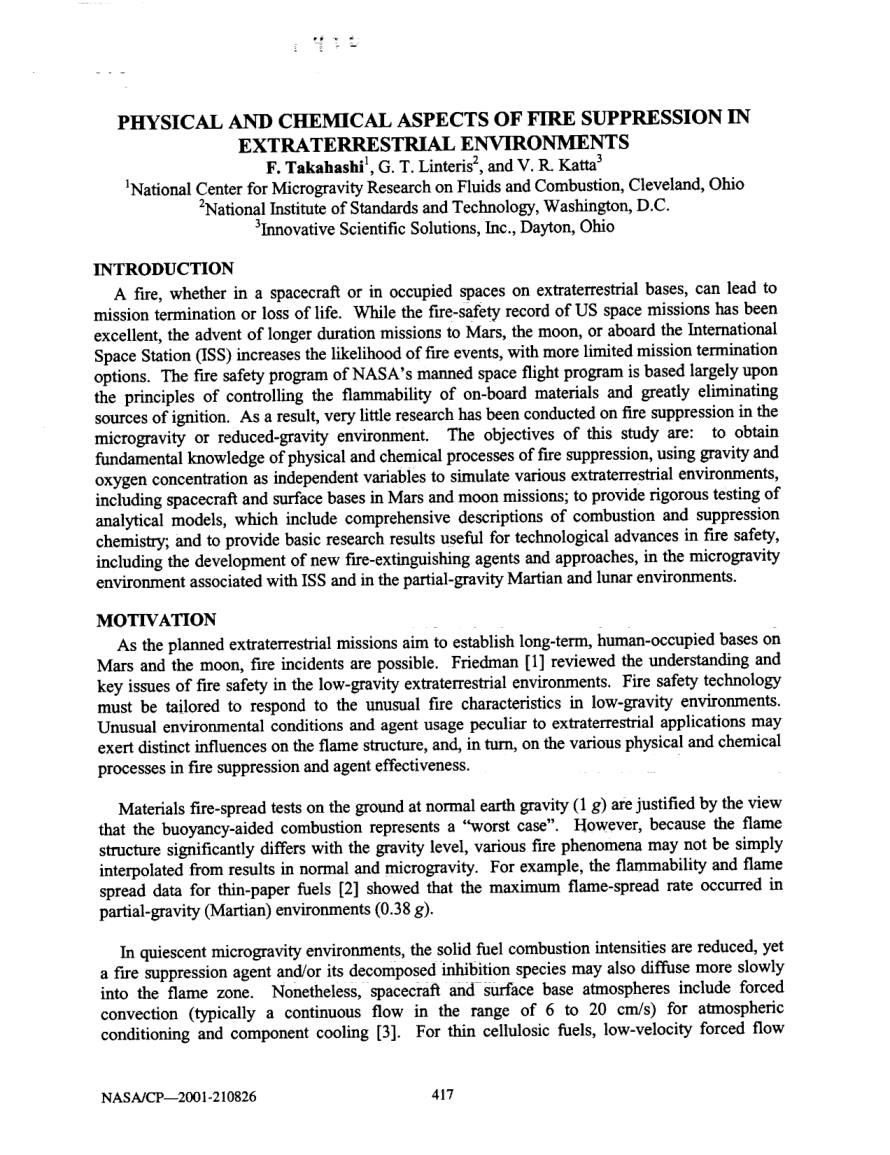 PHYSICAL AND CHEMICAL ASPECTS OF FIRE SUPPRESSION IN
EXTRATERRESTRIAL ENVIRONMENTS
F. Takahashi¹, G. T. Linteris², and V. R. Katta³
¹National Center for Microgravity Research on Fluids and Combustion, Cleveland, Ohio
²National Institute of Standards and Technology, Washington, D.C.
³Innovative Scientific Solutions, Inc., Dayton, Ohio
INTRODUCTION
A fire, whether in a spacecraft or in occupied spaces on extraterrestrial bases, can lead to
mission termination or loss of life. While the fire-safety record of US space missions has been
excellent, the advent of longer duration missions to Mars, the moon, or aboard the International
Space Station (ISS) increases the likelihood of fire events, with more limited mission termination
options. The fire safety program of NASA's manned space flight program is based largely upon
the principles of controlling the flammability of on-board materials and greatly eliminating
sources of ignition. As a result, very little research has been conducted on fire suppression in the
microgravity or reduced-gravity environment. The objectives of this study are: to obtain
fundamental knowledge of physical and chemical processes of fire suppression, using gravity and
oxygen concentration as independent variables to simulate various extraterrestrial environments,
including spacecraft and surface bases in Mars and moon missions; to provide rigorous testing of
analytical models, which include comprehensive descriptions of combustion and suppression
chemistry; and to provide basic research results useful for technological advances in fire safety,
including the development of new fire-extinguishing agents and approaches, in the microgravity
environment associated with ISS and in the partial-gravity Martian and lunar environments.
MOTIVATION
As the planned extraterrestrial missions aim to establish long-term, human-occupied bases on
Mars and the moon, fire incidents are possible. Friedman [1] reviewed the understanding and
key issues of fire safety in the low-gravity extraterrestrial environments. Fire safety technology
must be tailored to respond to the unusual fire characteristics in low-gravity environments.
Unusual environmental conditions and agent usage peculiar to extraterrestrial applications may
exert distinct influences on the flame structure, and, in turn, on the various physical and chemical
processes in fire suppression and agent effectiveness.
Materials fire-spread tests on the ground at normal earth gravity (1 g) are justified by the view
that the buoyancy-aided combustion represents a "worst case". However, because the flame
structure significantly differs with the gravity level, various fire phenomena may not be simply
interpolated from results in normal and microgravity. For example, the flammability and flame
spread data for thin-paper fuels [2] showed that the maximum flame-spread rate occurred in
partial-gravity (Martian) environments (0.38 g).
In quiescent microgravity environments, the solid fuel combustion intensities are reduced, yet
a fire suppression agent and/or its decomposed inhibition species may also diffuse more slowly
into the flame zone. Nonetheless, spacecraft and surface base atmospheres include forced
convection (typically a continuous flow in the range of 6 to 20 cm/s) for atmospheric
conditioning and component cooling [3]. For thin cellulosic fuels, low-velocity forced flow
NASA/CP—2001-210826
417